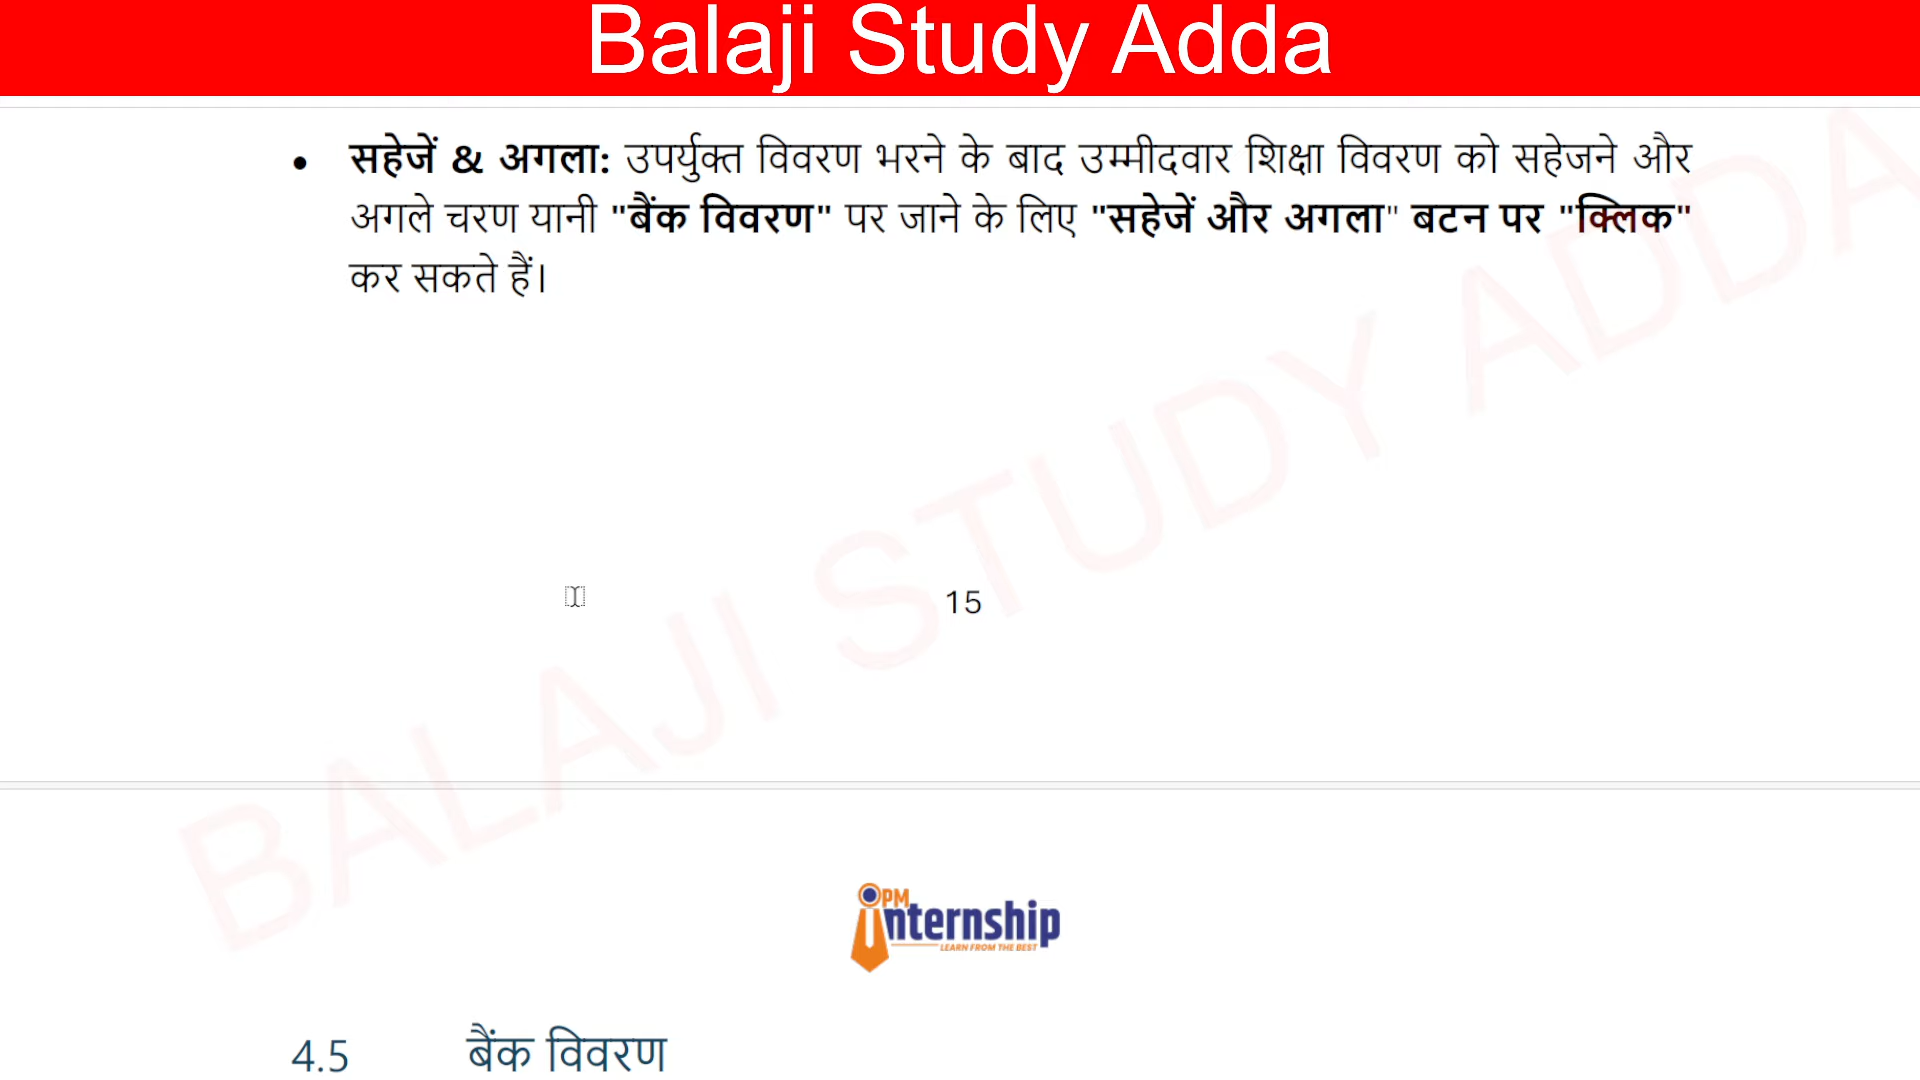 Balaji Study Adda
• सहेजें & अगला: उपर्युक्त विवरण भरने के बाद उम्मीदवार शिक्षा विवरण को सहेजने और
अगले चरण यानी "बैंक विवरण" पर जाने के लिए "सहेजें और अगला" बटन पर "क्लिक"
कर सकते हैं।
BALAJI STUDY ADDA
15
PM
internship
LEARN FROM THE BEST
4.5 बैंक विवरण